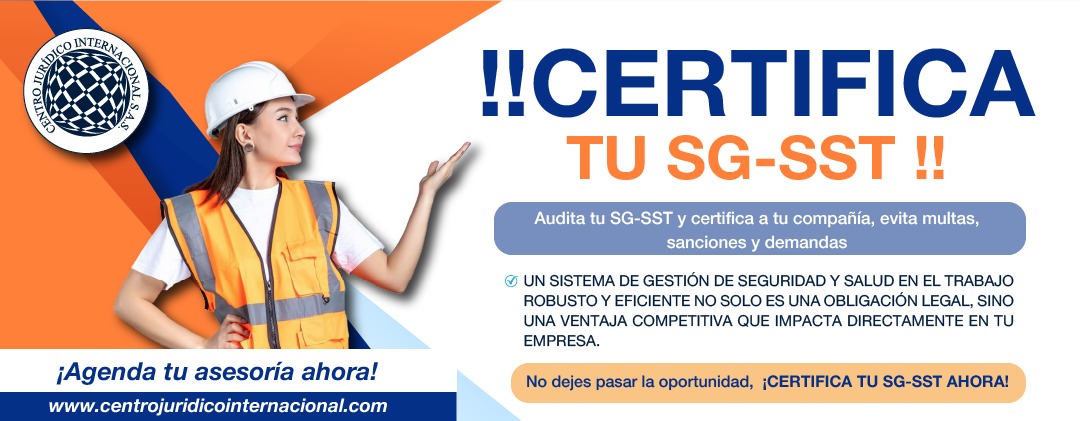 CENTRO JURÍDICO INTERNACIONAL S.A.S.
!!CERTIFICA
TU SG-SST !!
Audita tu SG-SST y certifica a tu compañía, evita multas,
sanciones y demandas
UN SISTEMA DE GESTIÓN DE SEGURIDAD Y SALUD EN EL TRABAJO
ROBUSTO Y EFICIENTE NO SOLO ES UNA OBLIGACIÓN LEGAL, SINO
UNA VENTAJA COMPETITIVA QUE IMPACTA DIRECTAMENTE EN TU
EMPRESA.
No dejes pasar la oportunidad, ¡CERTIFICA TU SG-SST AHORA!
¡Agenda tu asesoría ahora!
www.centrojuridicointernacional.com